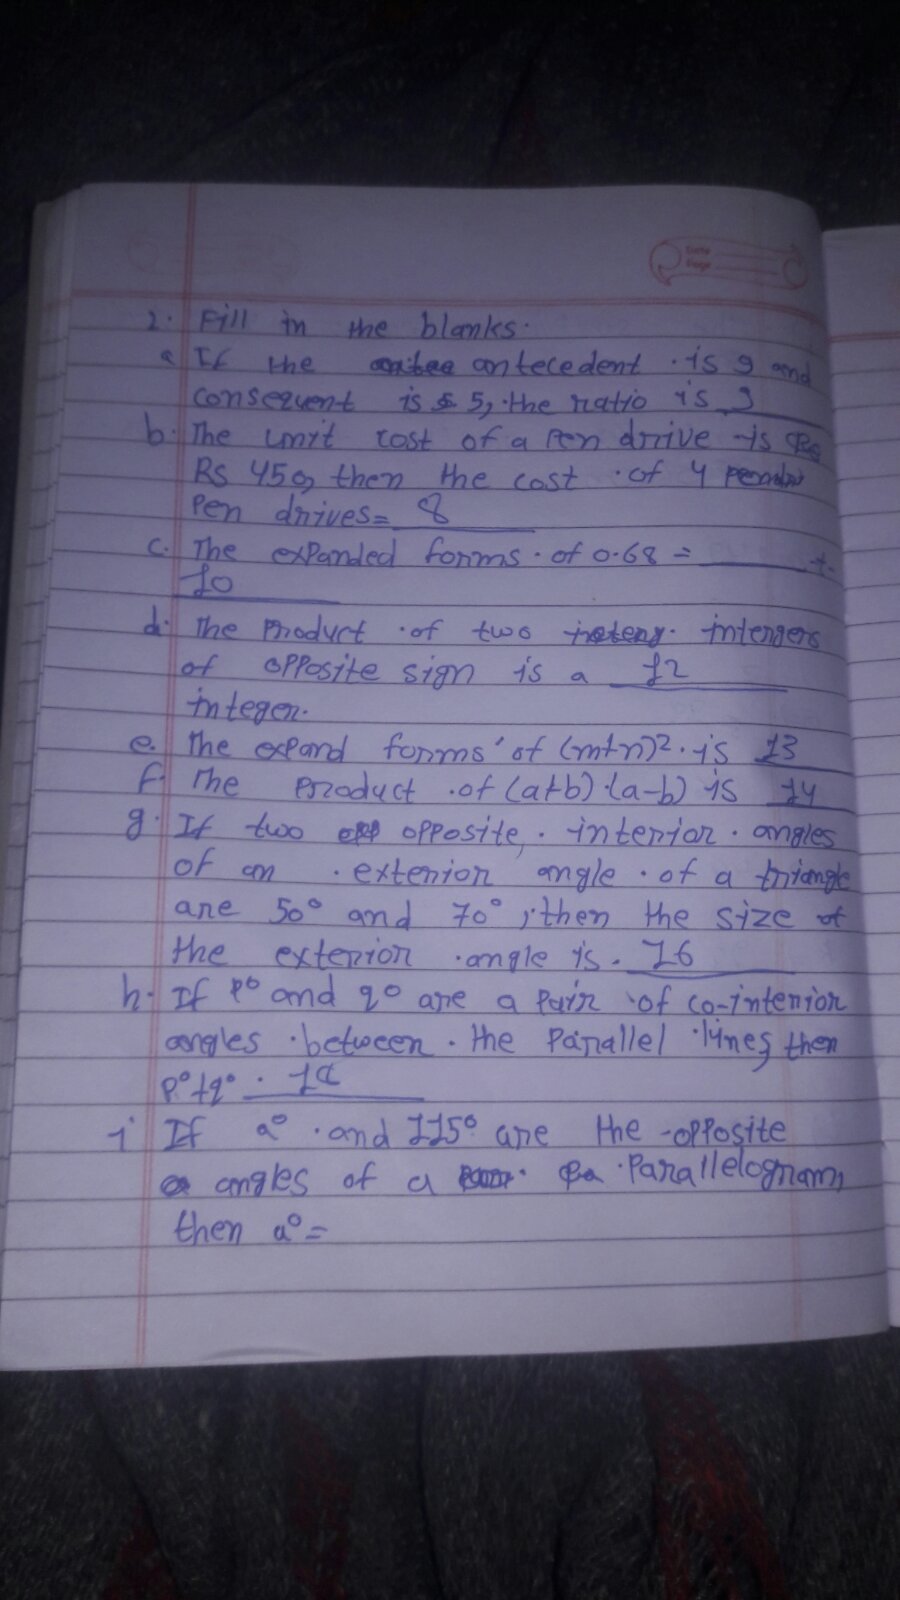 Date
Page
2. Fill in the blanks.
a If the antecedent is 9 and
consequent is 5, the ratio is 9
b. The unit cost of a Pen drive is
Rs 450, then the cost of 4
Pen drives= 8
c. The expanded forms of 0.68 = +
10
d. The Product of two intengers
of opposite sign is a 12
integer.
e. The expand forms of (m+n)². is 13
f. The product of (a+b) (a-b) is 14
g. If two opposite interior angles
of an exterior angle of a triangle
are 50° and 70°, then the size of
the exterior angle is. 16
h. If p° and q° are a pair of co-interior
angles between the Parallel lines, then
p°+q°
i If a° and 115° are the opposite
angles of a Parallelogram,
then a° =